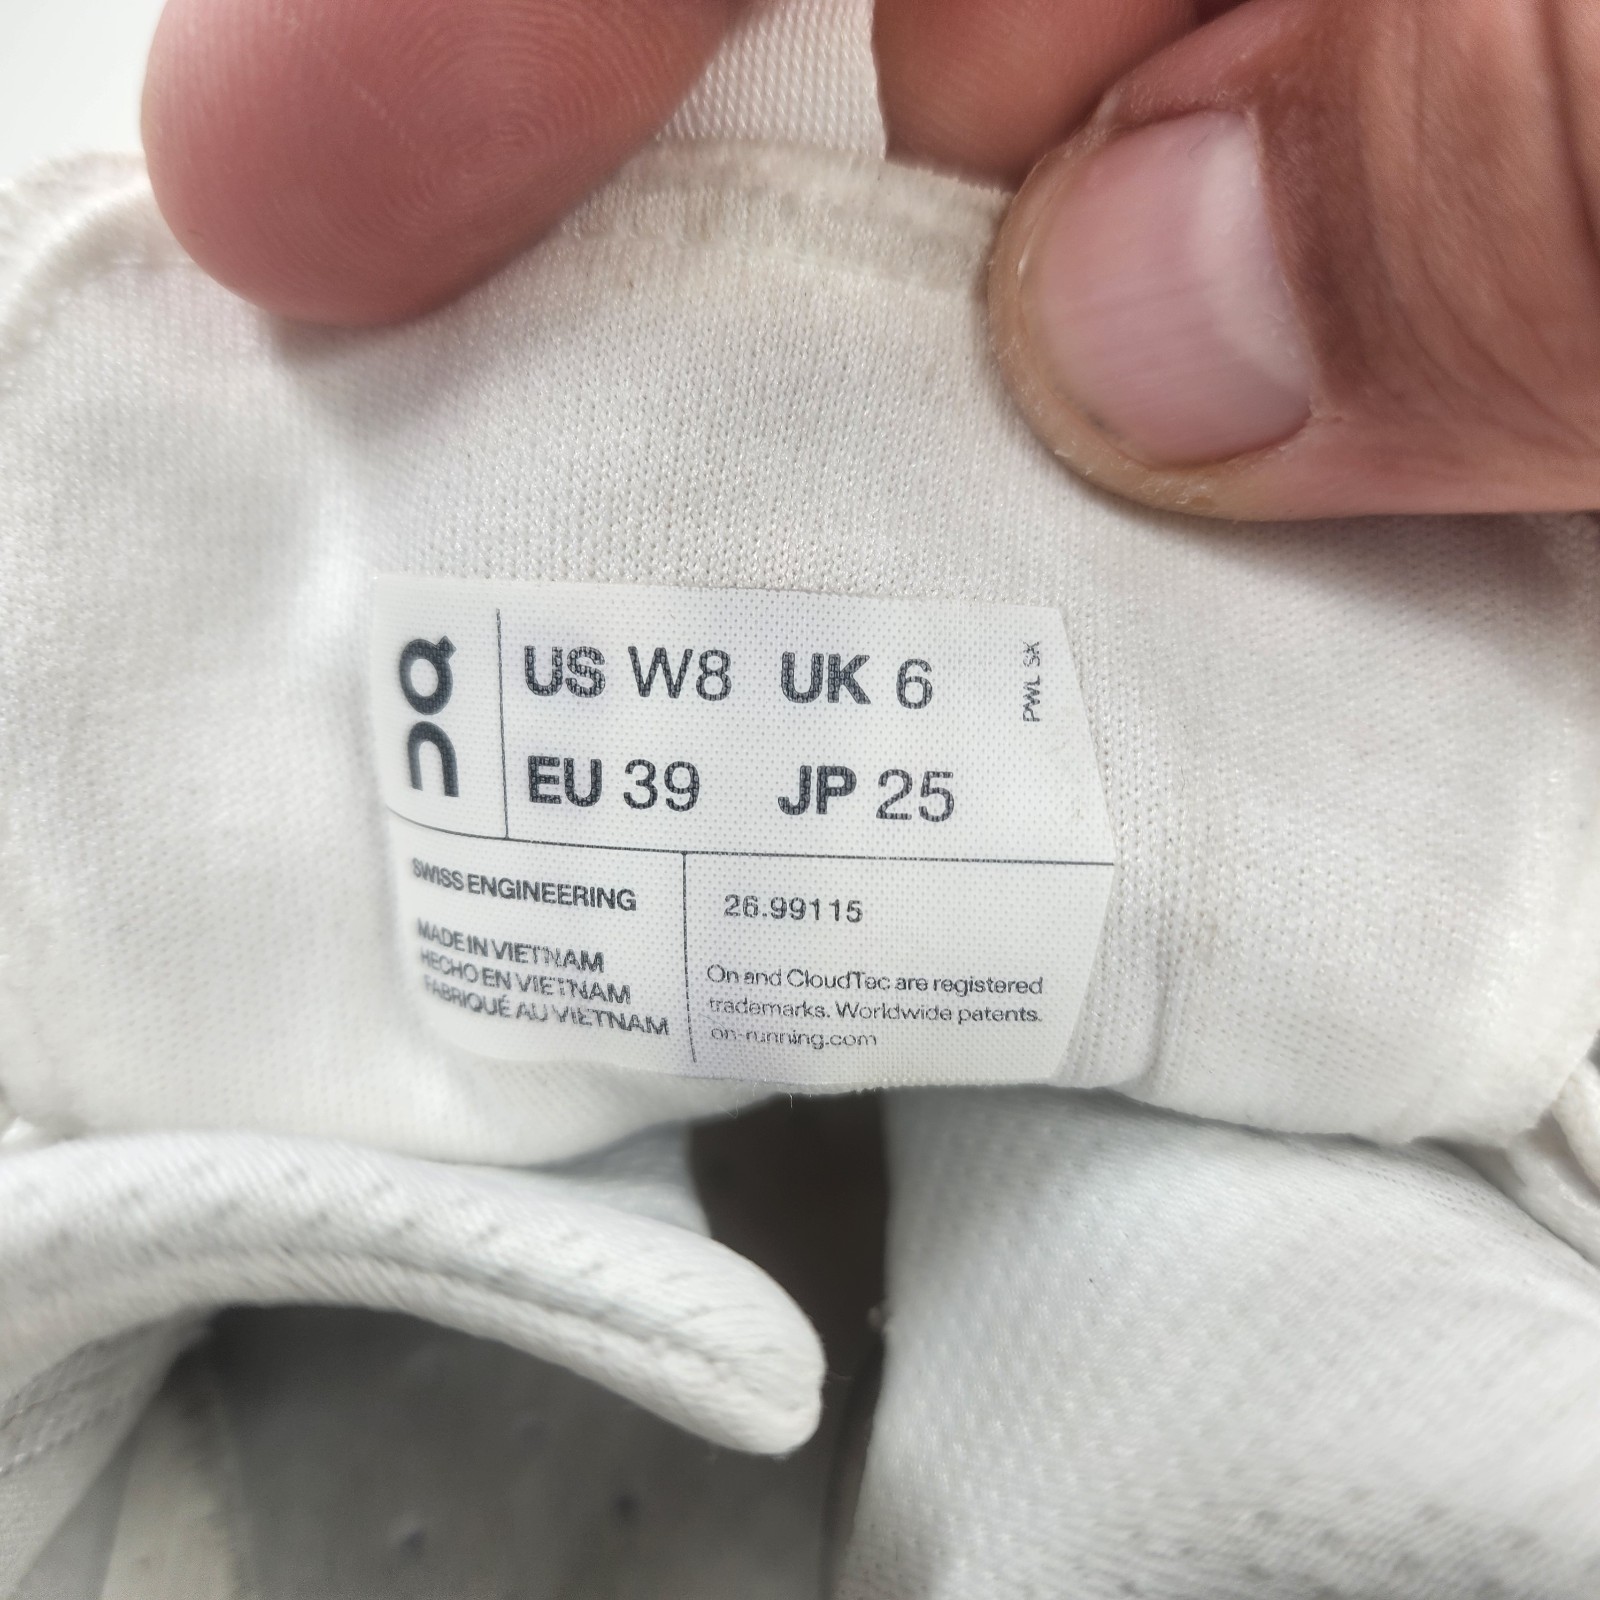 on
US W8 UK 6
EU 39 JP 25
PWL SK
SWISS ENGINEERING
MADE IN VIETNAM
HECHO EN VIETNAM
FABRIQUÉ AU VIETNAM
26.99115
On and CloudTec are registered
trademarks. Worldwide patents.
on-running.com